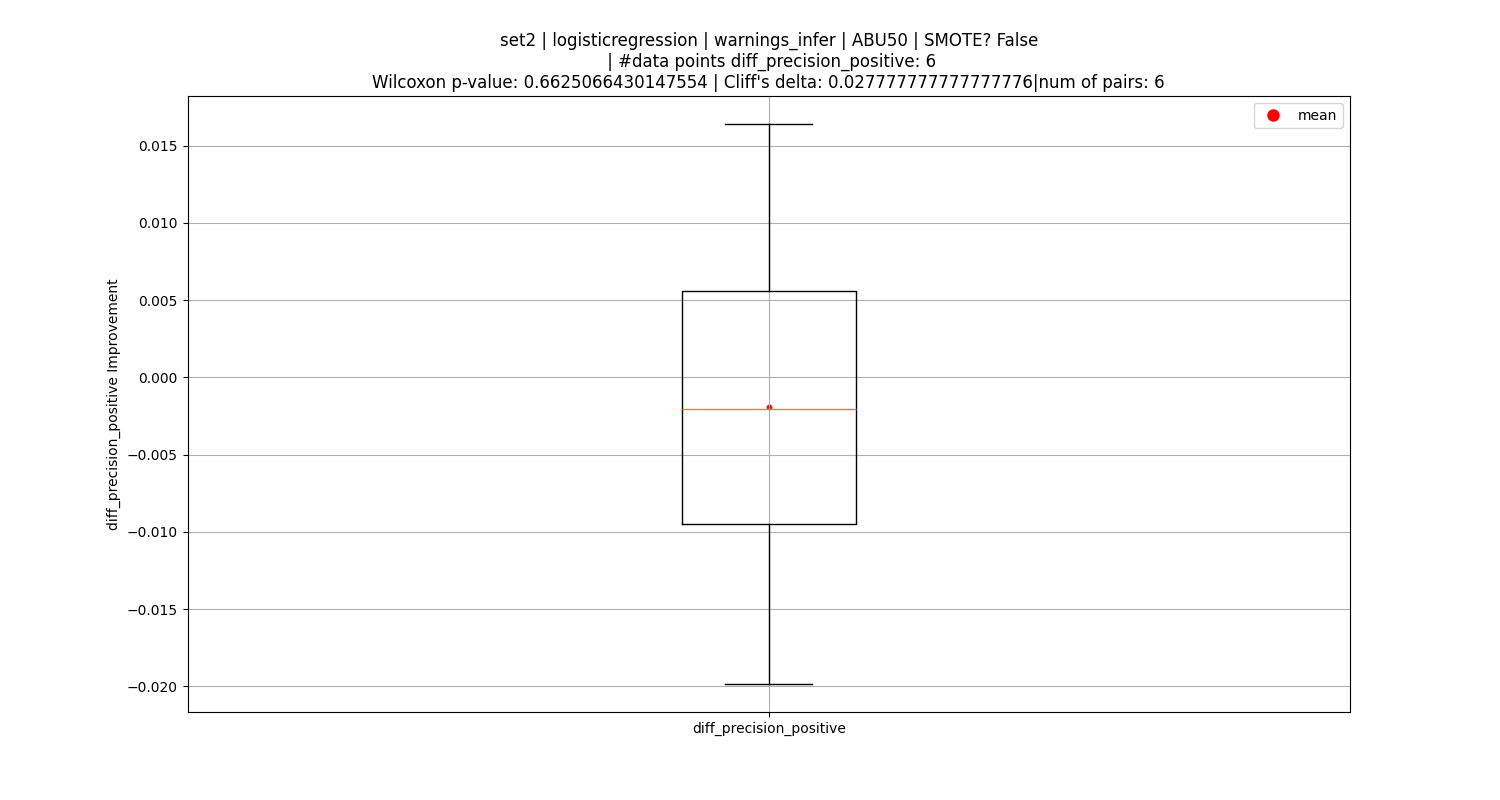 set2 | logisticregression | warnings_infer | ABU50 | SMOTE? False
| #data points diff_precision_positive: 6
Wilcoxon p-value: 0.6625066430147554 | Cliff's delta: 0.027777777777777776|num of pairs: 6
mean
0.015
0.010
0.005
0.000
−0.005
−0.010
−0.015
−0.020
diff_precision_positive Improvement
diff_precision_positive